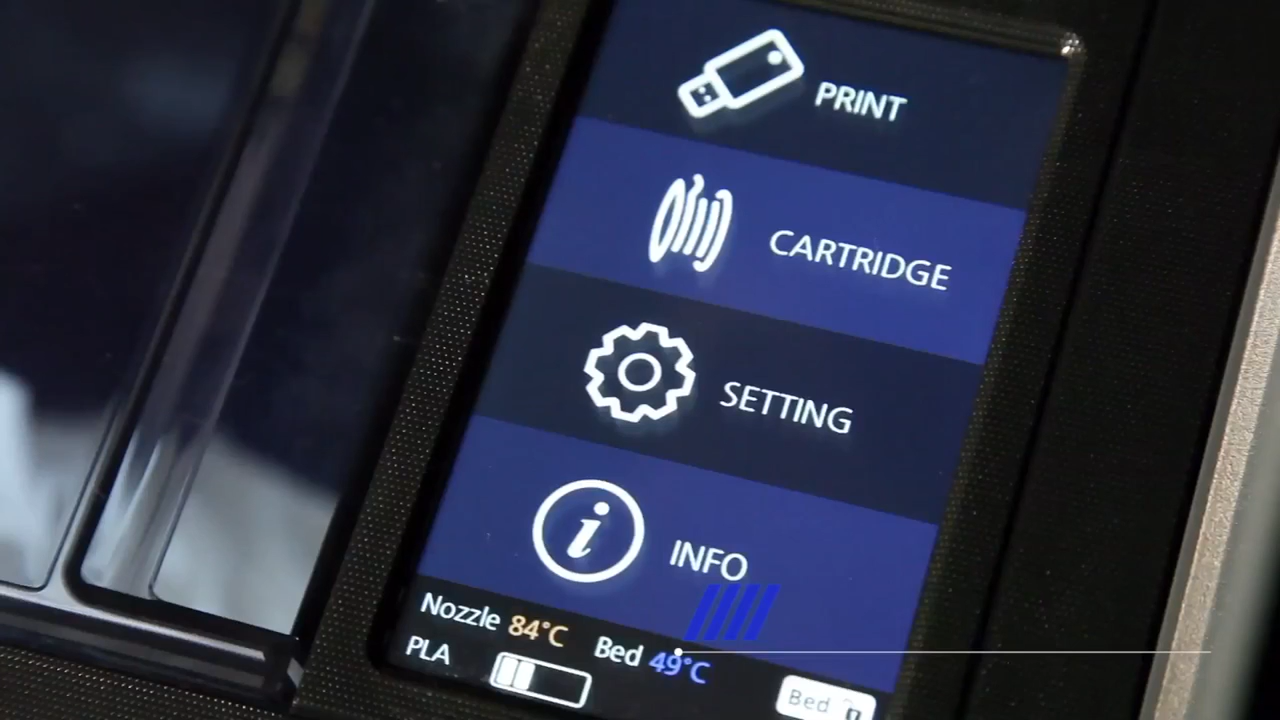 PRINT
CARTRIDGE
SETTING
INFO
Nozzle 84°C Bed 49°C
PLA
Bed